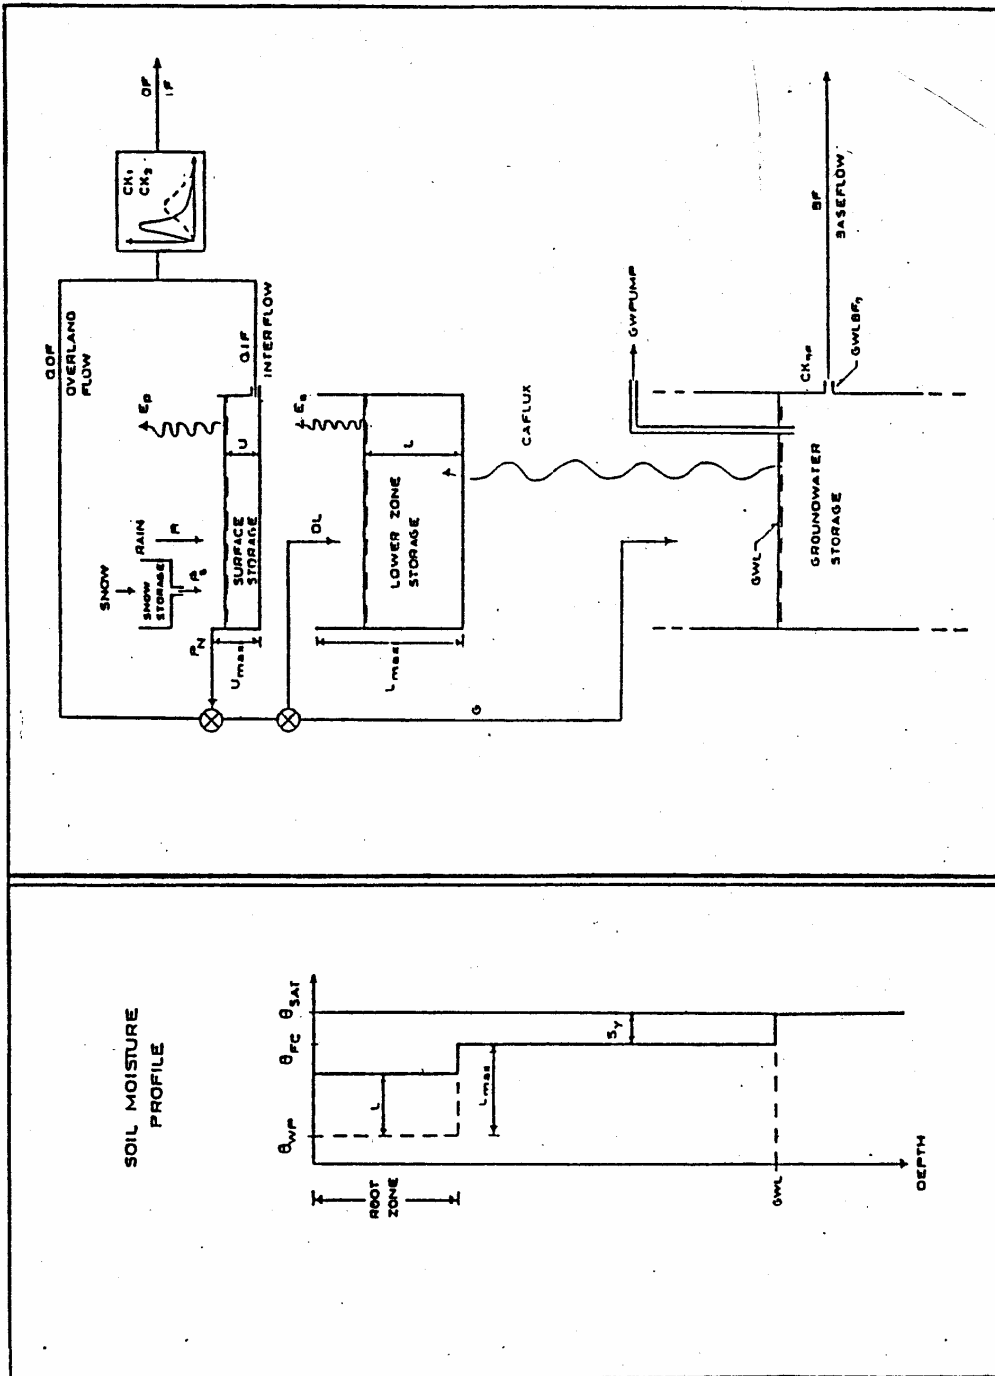 SOIL MOISTURE
PROFILE
θWP
θFC
θSAT
L
Lmax
Sy
ROOT
ZONE
GWL
DEPTH
SNOW
SNOW
STORAGE
RAIN
Ps
R
EP
PN
Umax
U
SURFACE
STORAGE
QOF
OVERLAND
FLOW
QIF
INTERFLOW
CK1
CK2
OF
IF
DL
Ea
Lmax
L
LOWER ZONE
STORAGE
G
CAFLUX
GWPUMP
GWL
GROUNDWATER
STORAGE
CKBF
GWLBF0
BF
BASEFLOW